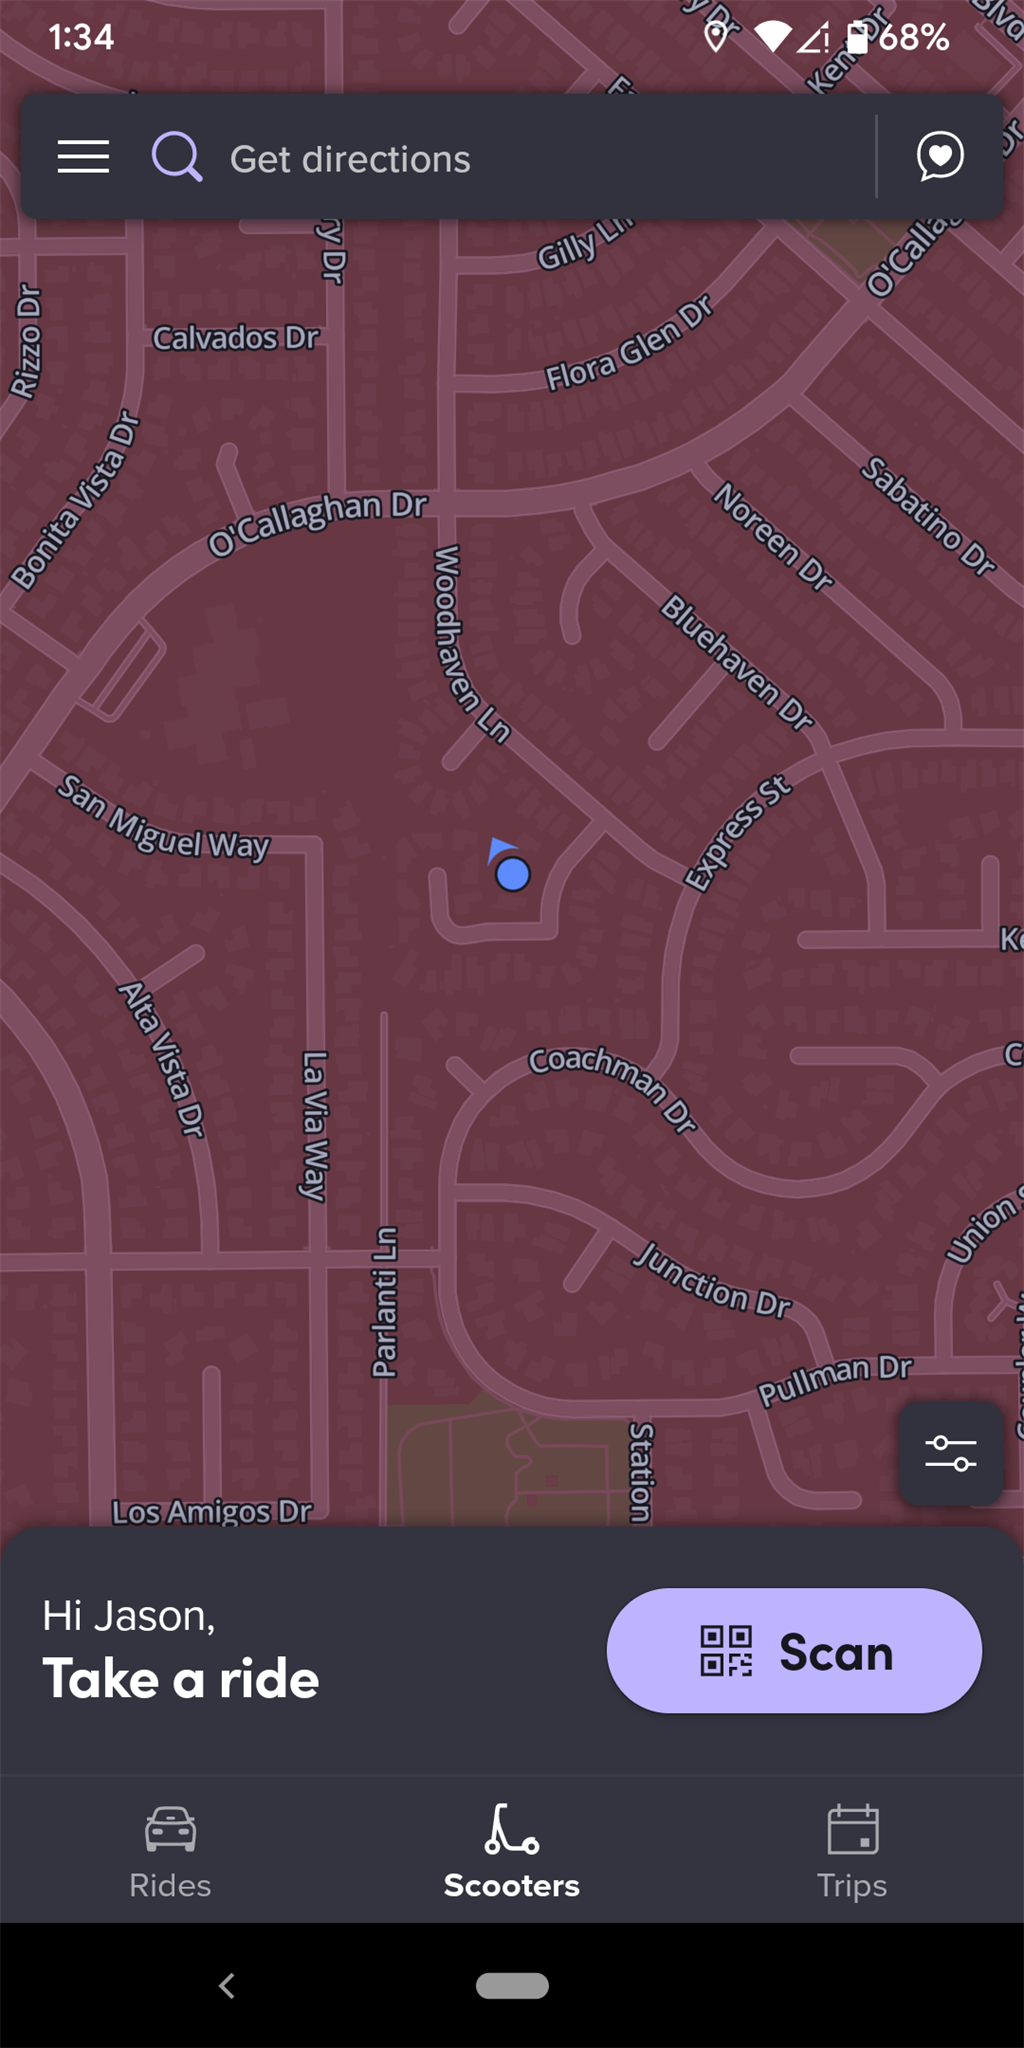 1:34
68%
Get directions
Gilly Ln
O'Callag
ry Dr
Rizzo Dr
Calvados Dr
Flora Glen Dr
Bonita Vista Dr
O'Callaghan Dr
Sabatino Dr
Noreen Dr
Woodhaven Ln
Bluehaven Dr
San Miguel Way
Express St
Alta Vista Dr
La Via Way
Coachman Dr
Union
Parlanti Ln
Junction Dr
Pullman Dr
Station
Los Amigos Dr
Hi Jason,
Take a ride
Scan
Rides
Scooters
Trips